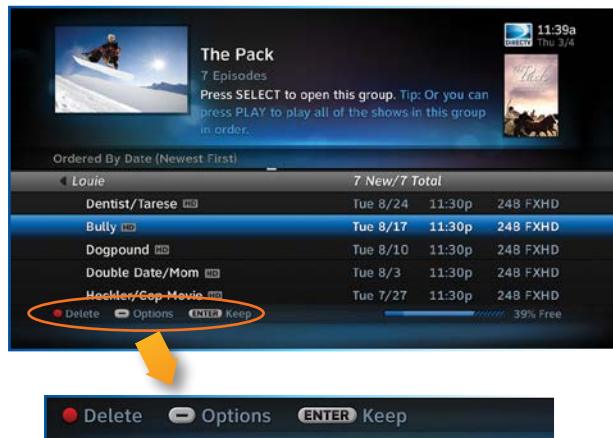 11:39a
DIRECTV Thu 3/4
The Pack
7 Episodes
Press SELECT to open this group. Tip: Or you can
press PLAY to play all of the shows in this group
in order.
Ordered By Date (Newest First)
Louie 7 New/7 Total
Dentist/Tarese HD Tue 8/24 11:30p 248 FXHD
Bully HD Tue 8/17 11:30p 248 FXHD
Dogpound HD Tue 8/10 11:30p 248 FXHD
Double Date/Mom HD Tue 8/3 11:30p 248 FXHD
Heckler/Cop Movie HD Tue 7/27 11:30p 248 FXHD
Delete Options ENTER Keep 39% Free
Delete Options ENTER Keep